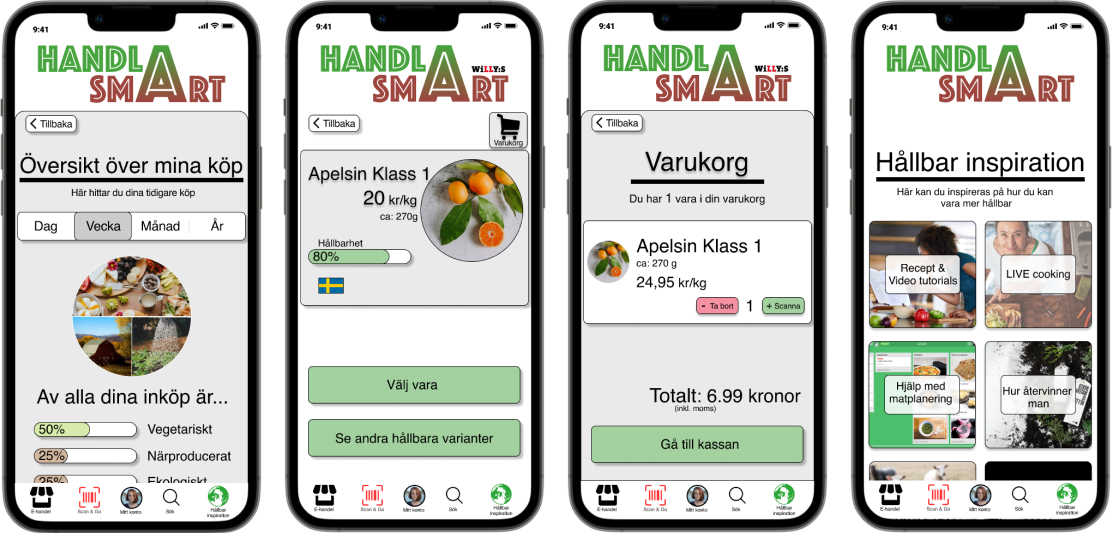 9:41
HANDLA
SMART
Tillbaka
Översikt över mina köp
Här hittar du dina tidigare köp
Dag Vecka Månad År
Av alla dina inköp är...
50% Vegetariskt
25% Närproducerat
25% Ekologiskt
E-handel Scan & Go Mitt konto Sök Hållbar inspiration
9:41
HANDLA
WiLLY:S
SMART
Tillbaka
Varukorg
Apelsin Klass 1
20 kr/kg
ca: 270g
Hållbarhet
80%
Välj vara
Se andra hållbara varianter
E-handel Scan & Go Mitt konto Sök Hållbar inspiration
9:41
HANDLA
WiLLY:S
SMART
Tillbaka
Varukorg
Du har 1 vara i din varukorg
Apelsin Klass 1
ca: 270 g
24,95 kr/kg
- Ta bort 1 + Scanna
Totalt: 6.99 kronor
(inkl. moms)
Gå till kassan
E-handel Scan & Go Mitt konto Sök Hållbar inspiration
9:41
HANDLA
SMART
Hållbar inspiration
Här kan du inspireras på hur du kan
vara mer hållbar
Recept &
Video tutorials
LIVE cooking
Hjälp med
matplanering
Hur återvinner
man
E-handel Scan & Go Mitt konto Sök Hållbar inspiration